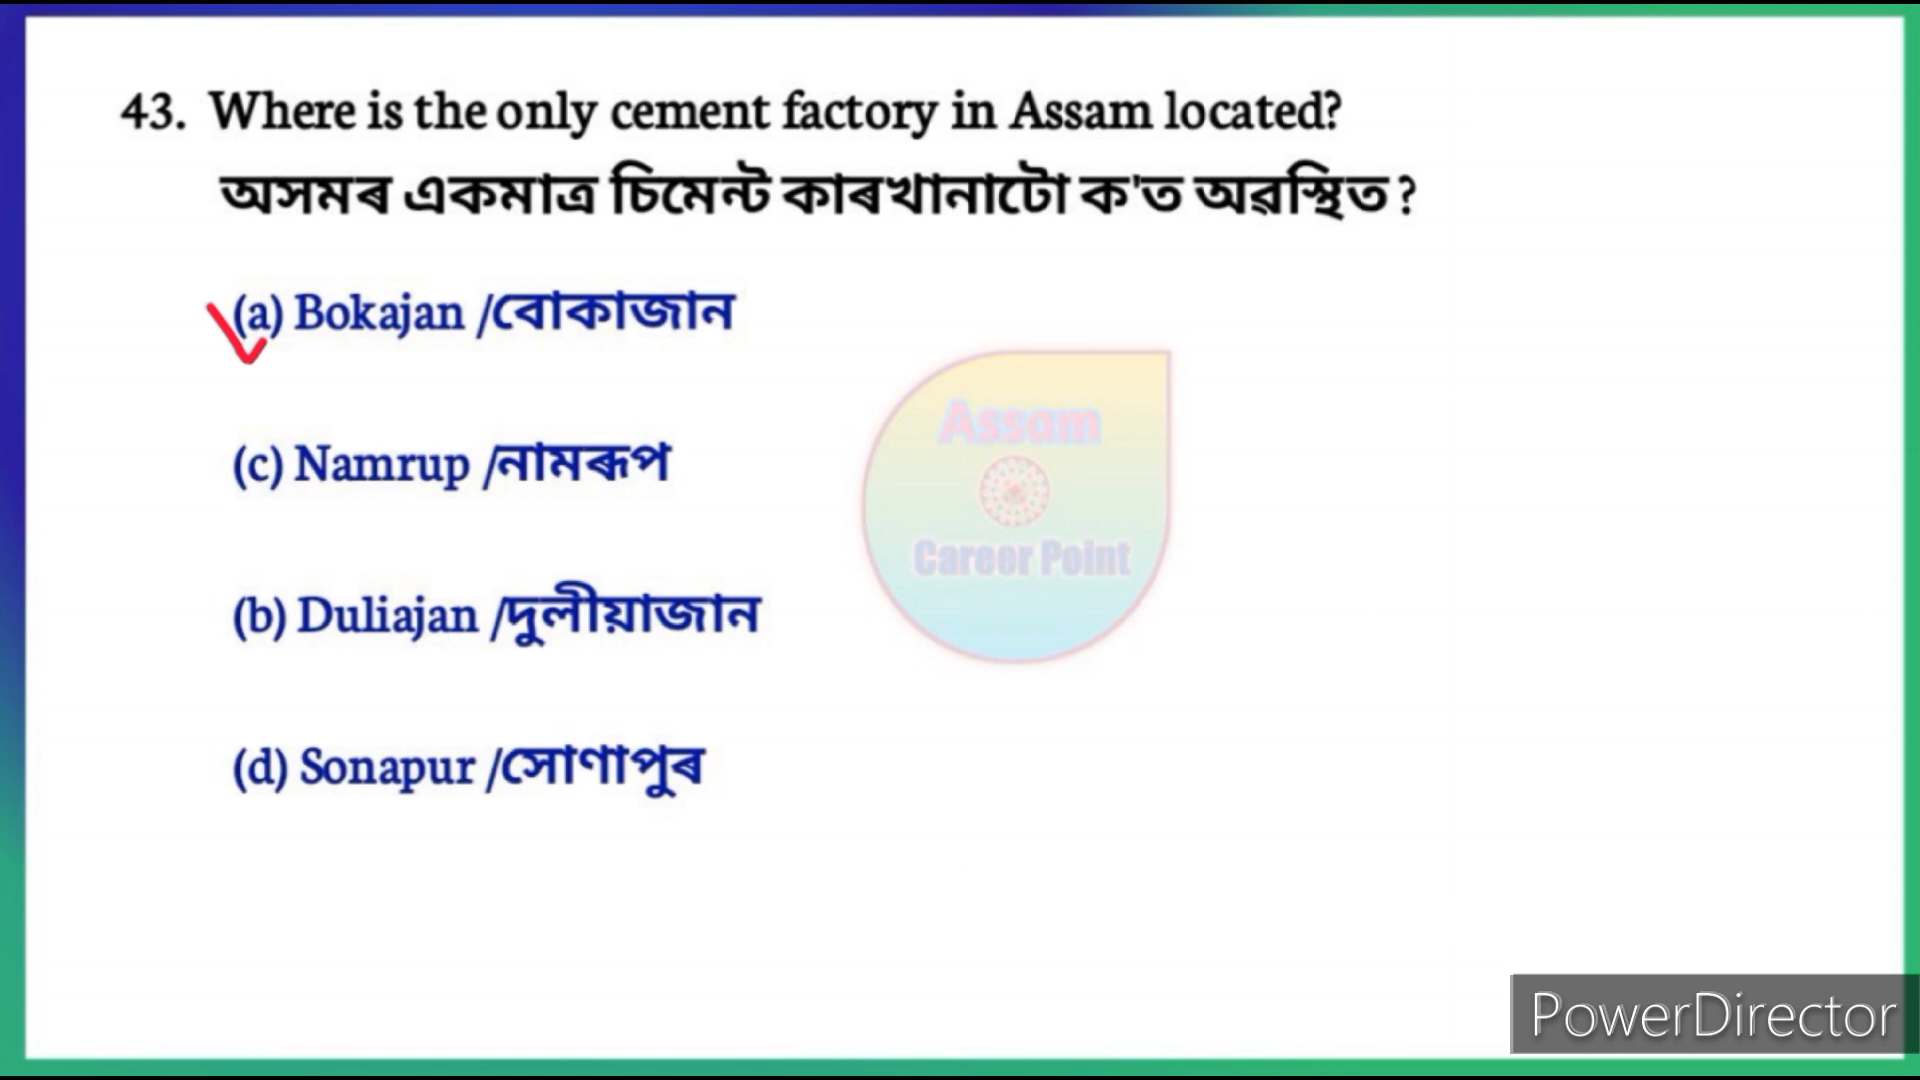 43. Where is the only cement factory in Assam located?
অসমৰ একমাত্ৰ চিমেন্ট কাৰখানাটো ক'ত অৱস্থিত ?
(a) Bokajan /বোকাজান
(c) Namrup /নামৰূপ
(b) Duliajan /দুলীয়াজান
(d) Sonapur /সোণাপুৰ
Assam
Career Point
PowerDirector